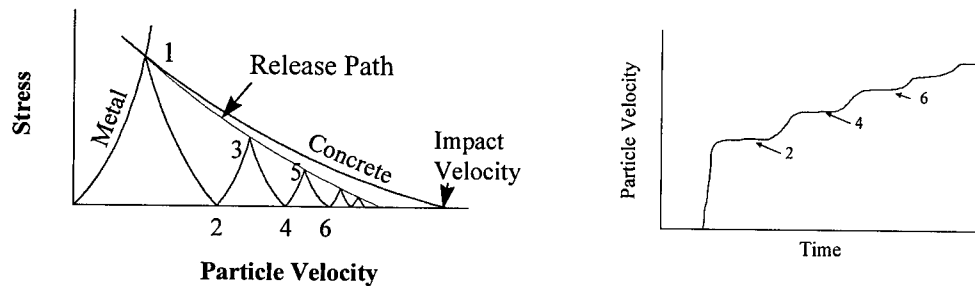 Stress
Metal
1
Release Path
3
Concrete
5
Impact
Velocity
2
4
6
Particle Velocity
Particle Velocity
2
4
6
Time